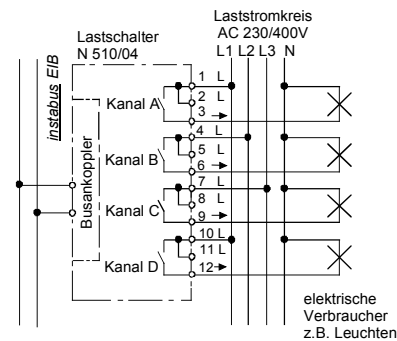 Laststromkreis
AC 230/400V
L1 L2 L3 N
Lastschalter
N 510/04
instabus EIB
Busankoppler
Kanal A
1 L
2 L
3
Kanal B
4 L
5 L
6
Kanal C
7 L
8 L
9
Kanal D
10 L
11 L
12
elektrische
Verbraucher
z.B. Leuchten